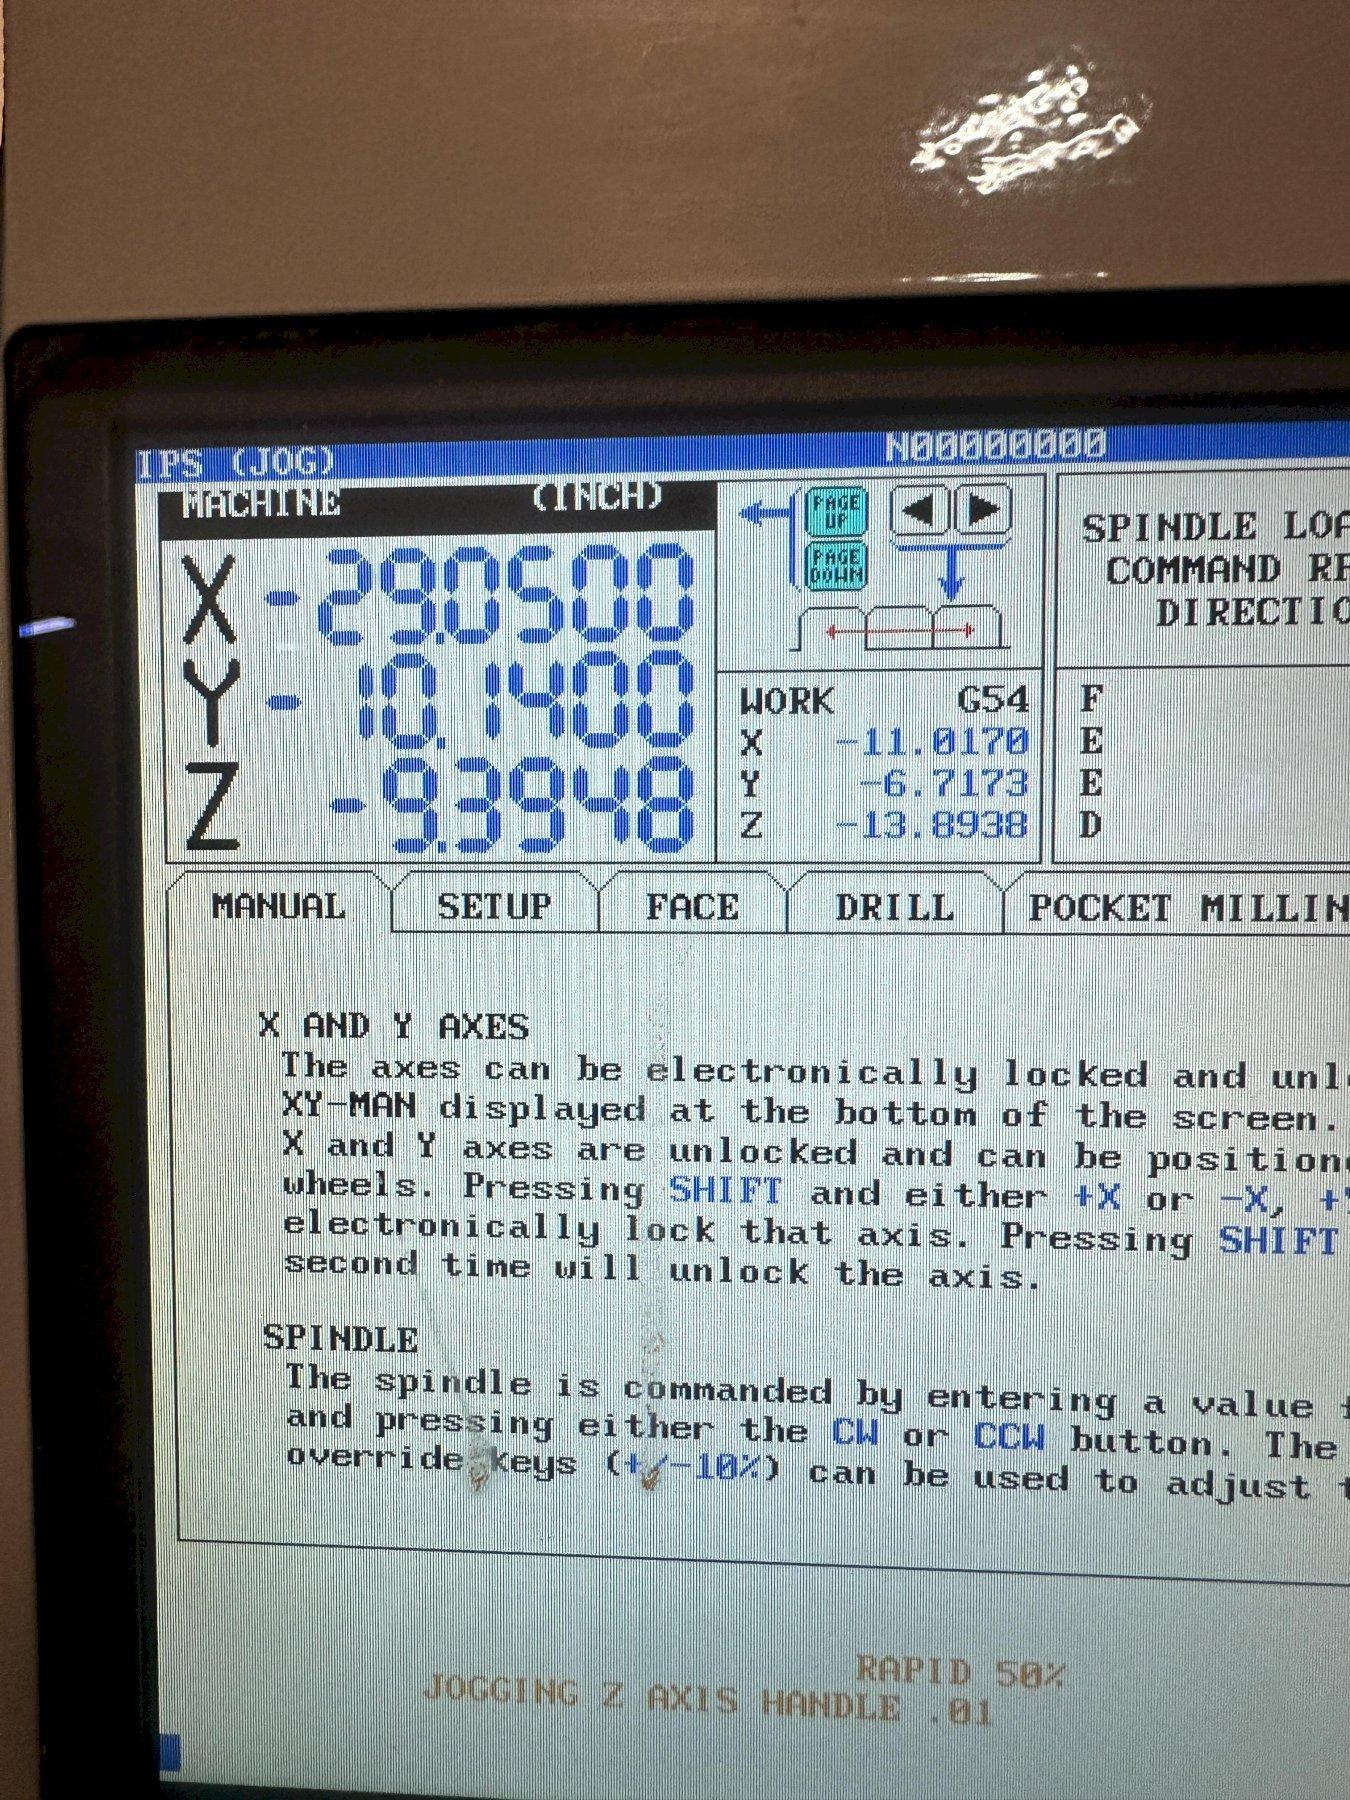 IPS (JOG) N00000000
MACHINE (INCH)
X -29.0500
Y - 10.1400
Z -9.3948
PAGE UP
PAGE DOWN
WORK G54
X -11.0170
Y -6.7173
Z -13.8938
SPINDLE LOA
COMMAND RP
DIRECTIO
F
E
E
D
MANUAL SETUP FACE DRILL POCKET MILLIN
X AND Y AXES
The axes can be electronically locked and unl
XY-MAN displayed at the bottom of the screen.
X and Y axes are unlocked and can be position
wheels. Pressing SHIFT and either +X or -X, +
electronically lock that axis. Pressing SHIFT
second time will unlock the axis.
SPINDLE
The spindle is commanded by entering a value
and pressing either the CW or CCW button. The
override keys (+/-10%) can be used to adjust
RAPID 50%
JOGGING Z AXIS HANDLE .01